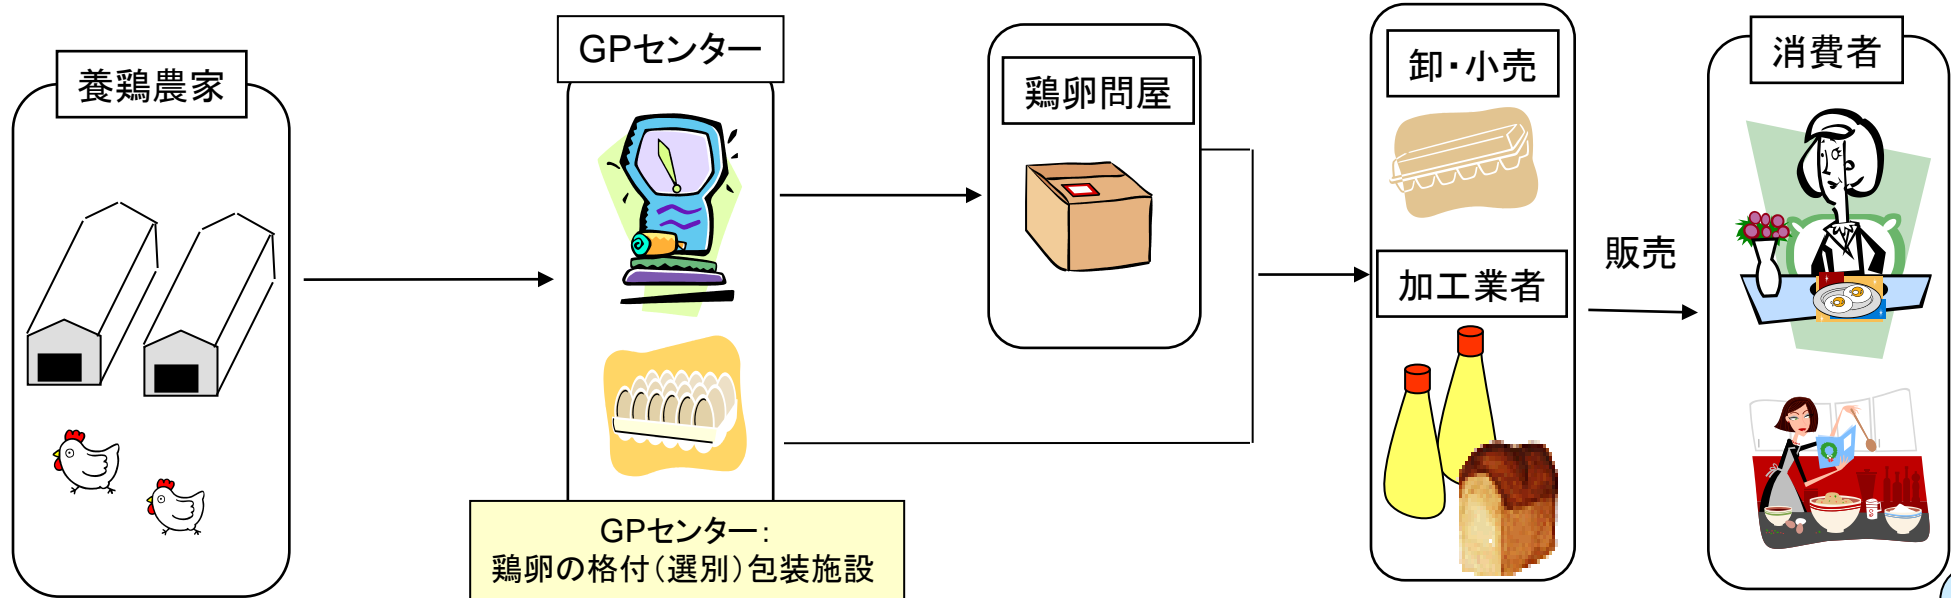 養鶏農家
GPセンター
鶏卵問屋
卸・小売
加工業者
販売
消費者
GPセンター：
鶏卵の格付（選別）包装施設